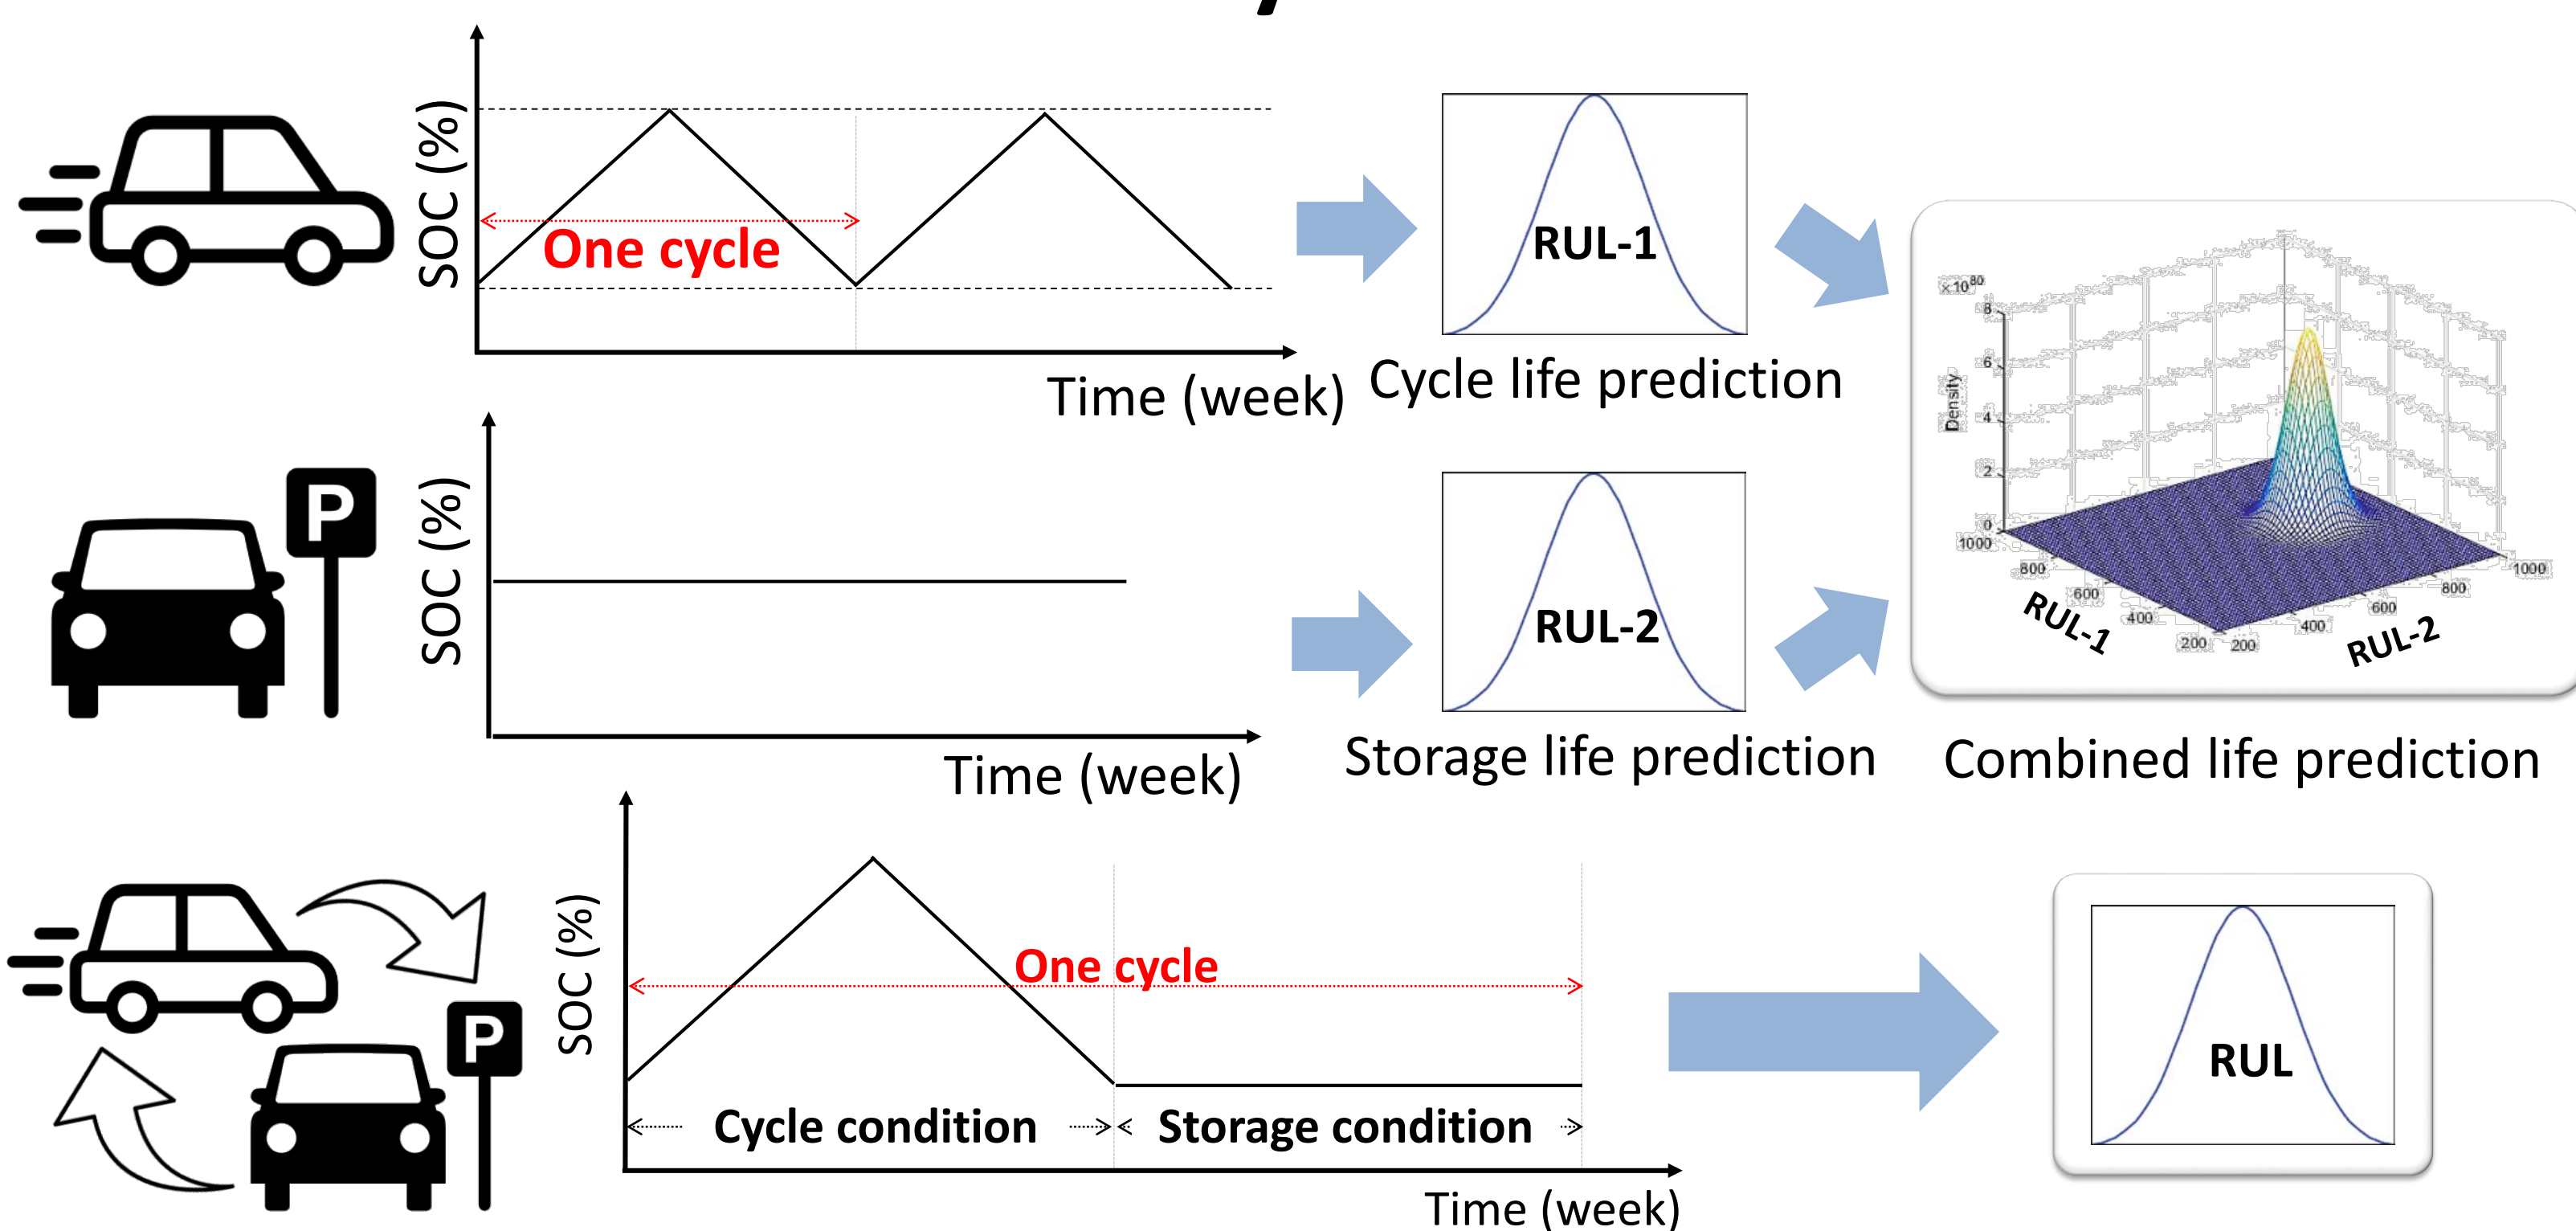 SOC (%)
One cycle
Time (week)
RUL-1
Cycle life prediction
P
SOC (%)
Time (week)
RUL-2
Storage life prediction
×10⁸⁰
8
6
4
2
0
Density
1000
800
600
400
200
200
400
600
800
1000
RUL-1
RUL-2
Combined life prediction
P
SOC (%)
One cycle
Cycle condition
Storage condition
Time (week)
RUL